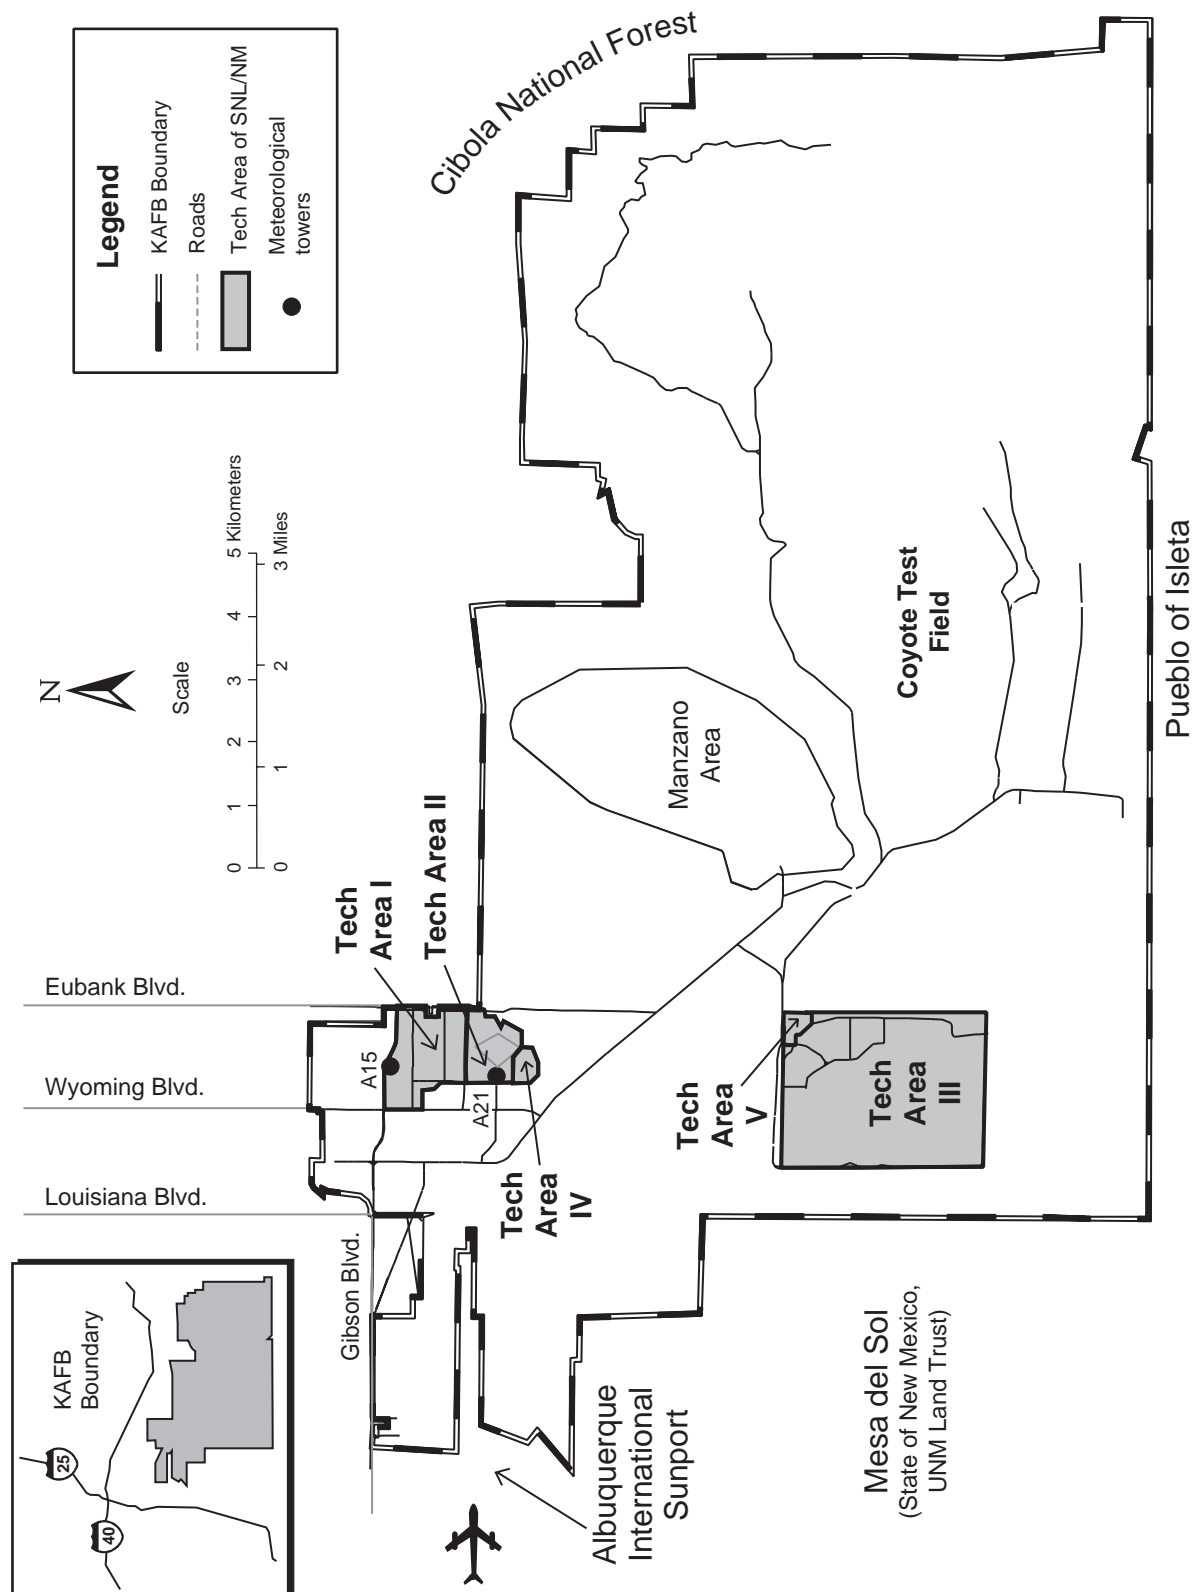 KAFB
Boundary
25
40
Legend
KAFB Boundary
Roads
Tech Area of SNL/NM
Meteorological
towers
N
Scale
0 1 2 3 4 5 Kilometers
0 1 2 3 Miles
Cibola National Forest
Louisiana Blvd.
Wyoming Blvd.
Eubank Blvd.
Gibson Blvd.
A15
A21
Tech
Area I
Tech Area II
Tech
Area
IV
Tech
Area
V
Tech
Area
III
Manzano
Area
Coyote Test
Field
Albuquerque
International
Sunport
Mesa del Sol
(State of New Mexico,
UNM Land Trust)
Pueblo of Isleta